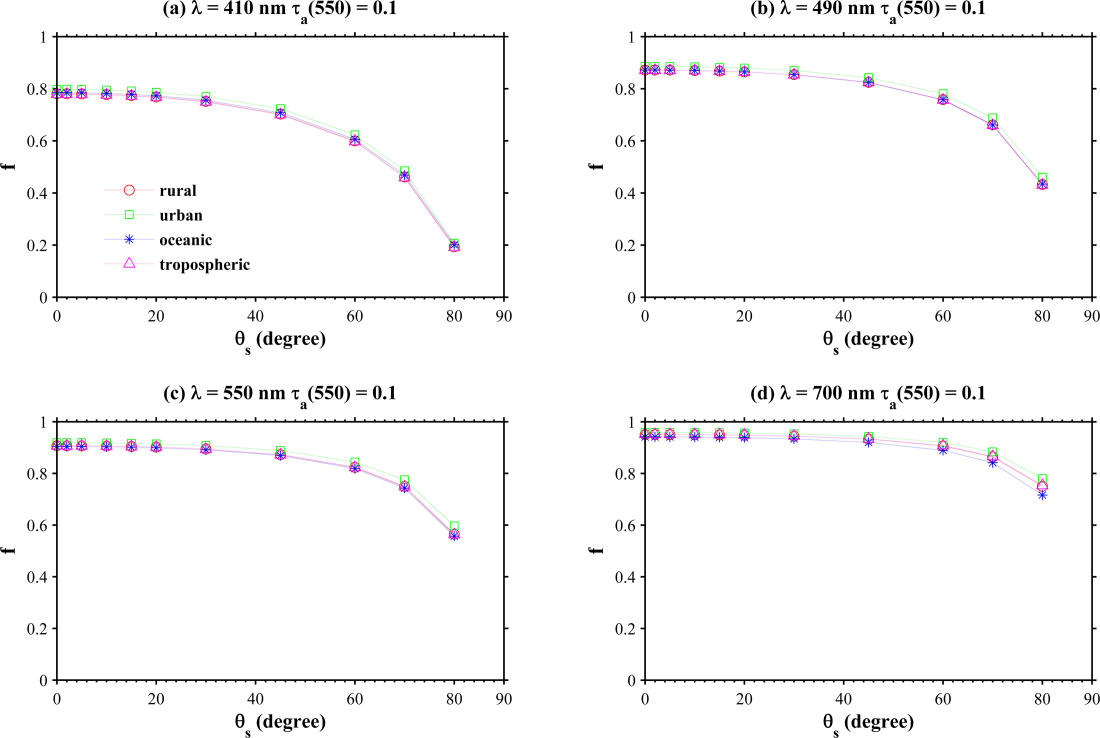 (a) λ = 410 nm τa(550) = 0.1
1
0.8
0.6
0.4
0.2
0
f
rural
urban
oceanic
tropospheric
0 20 40 60 80 90
θs (degree)
(b) λ = 490 nm τa(550) = 0.1
1
0.8
0.6
0.4
0.2
0
f
0 20 40 60 80 90
θs (degree)
(c) λ = 550 nm τa(550) = 0.1
1
0.8
0.6
0.4
0.2
0
f
0 20 40 60 80 90
θs (degree)
(d) λ = 700 nm τa(550) = 0.1
1
0.8
0.6
0.4
0.2
0
f
0 20 40 60 80 90
θs (degree)